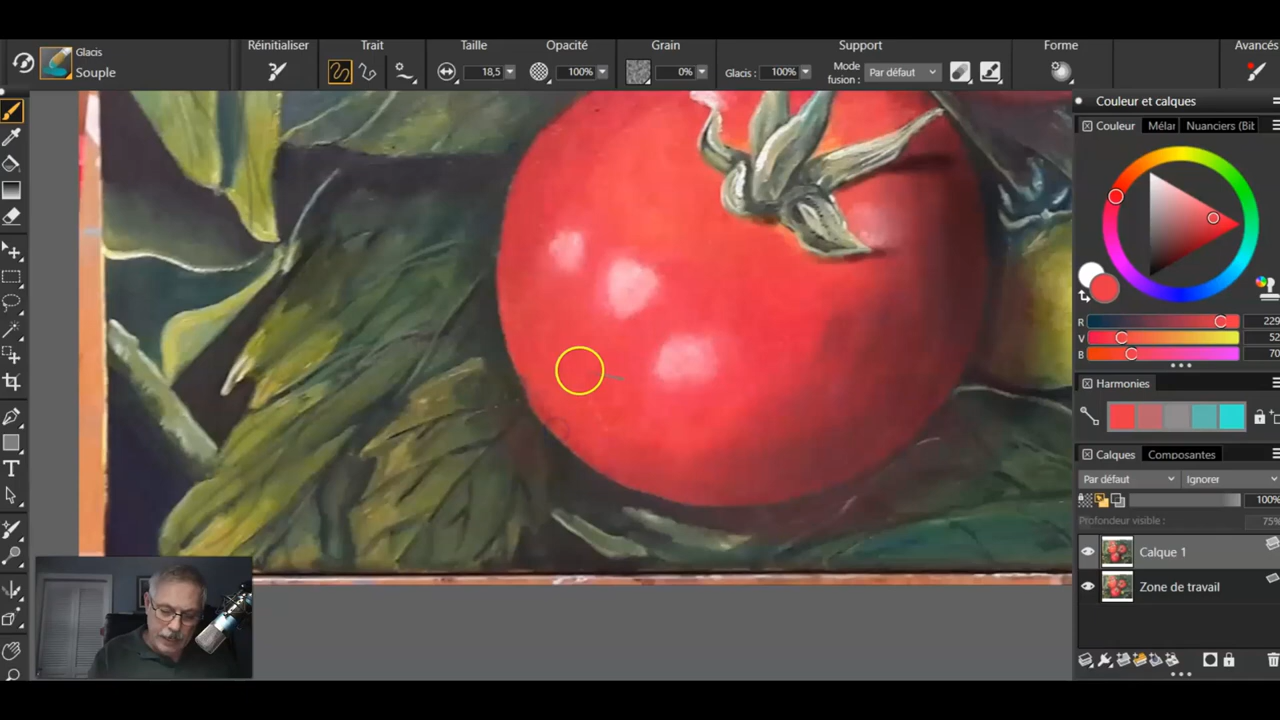 Glacis
Souple
Réinitialiser
Trait
Taille
18,5
Opacité
100%
Grain
0%
Glacis : 100%
Support
Mode fusion : Par défaut
Forme
Avancés
Couleur et calques
Couleur Mélar Nuanciers (Bib
R 229
V 52
B 70
Harmonies
Calques Composantes
Par défaut Ignorer
100%
Profondeur visible : 75%
Calque 1
Zone de travail
T